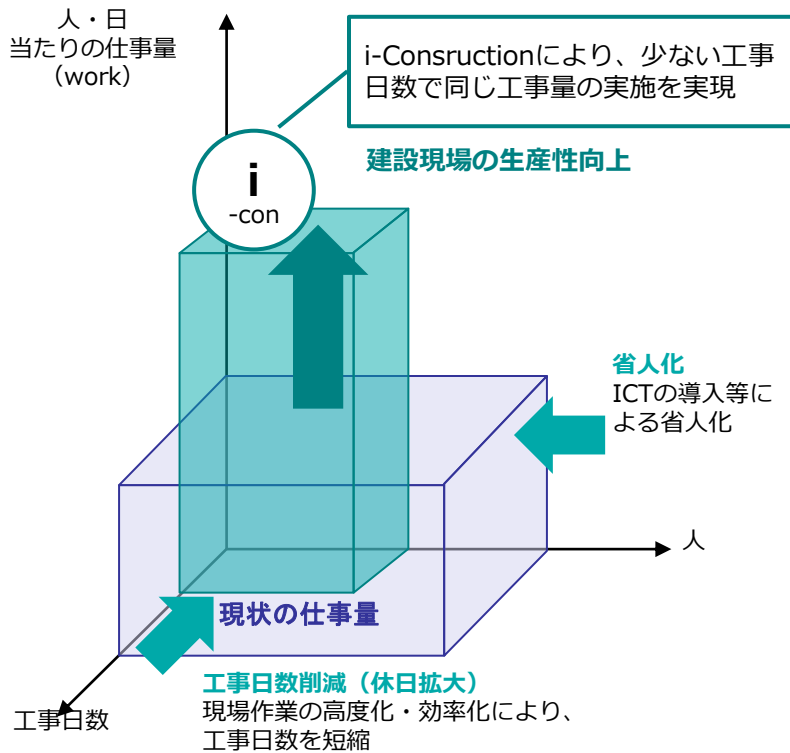 人・日
当たりの仕事量
（work）
i-Consructionにより、少ない工事
日数で同じ工事量の実施を実現
建設現場の生産性向上
i
-con
省人化
ICTの導入等に
よる省人化
人
現状の仕事量
工事日数削減（休日拡大）
現場作業の高度化・効率化により、
工事日数を短縮
工事日数